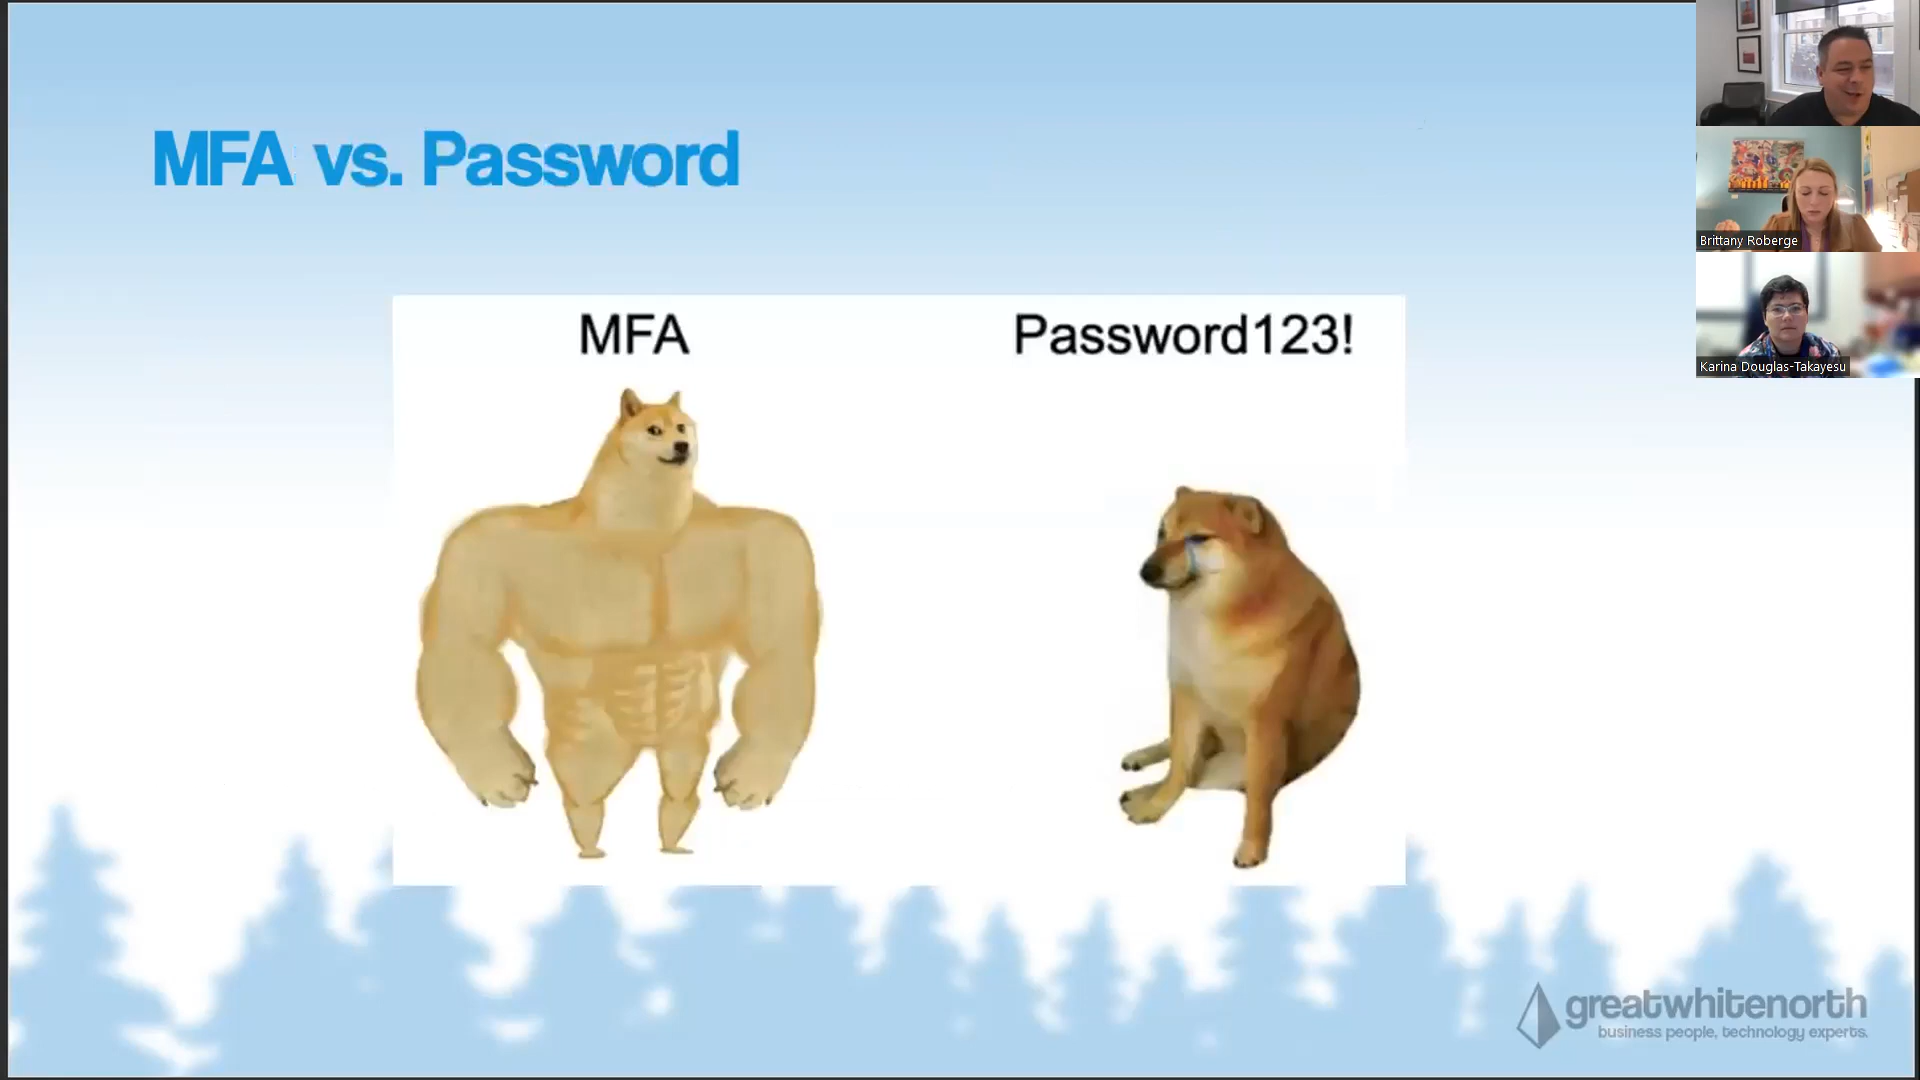 MFA vs. Password
MFA
Password123!
Brittany Roberge
Karina Douglas-Takayesu
greatwhitenorth
business people, technology experts.